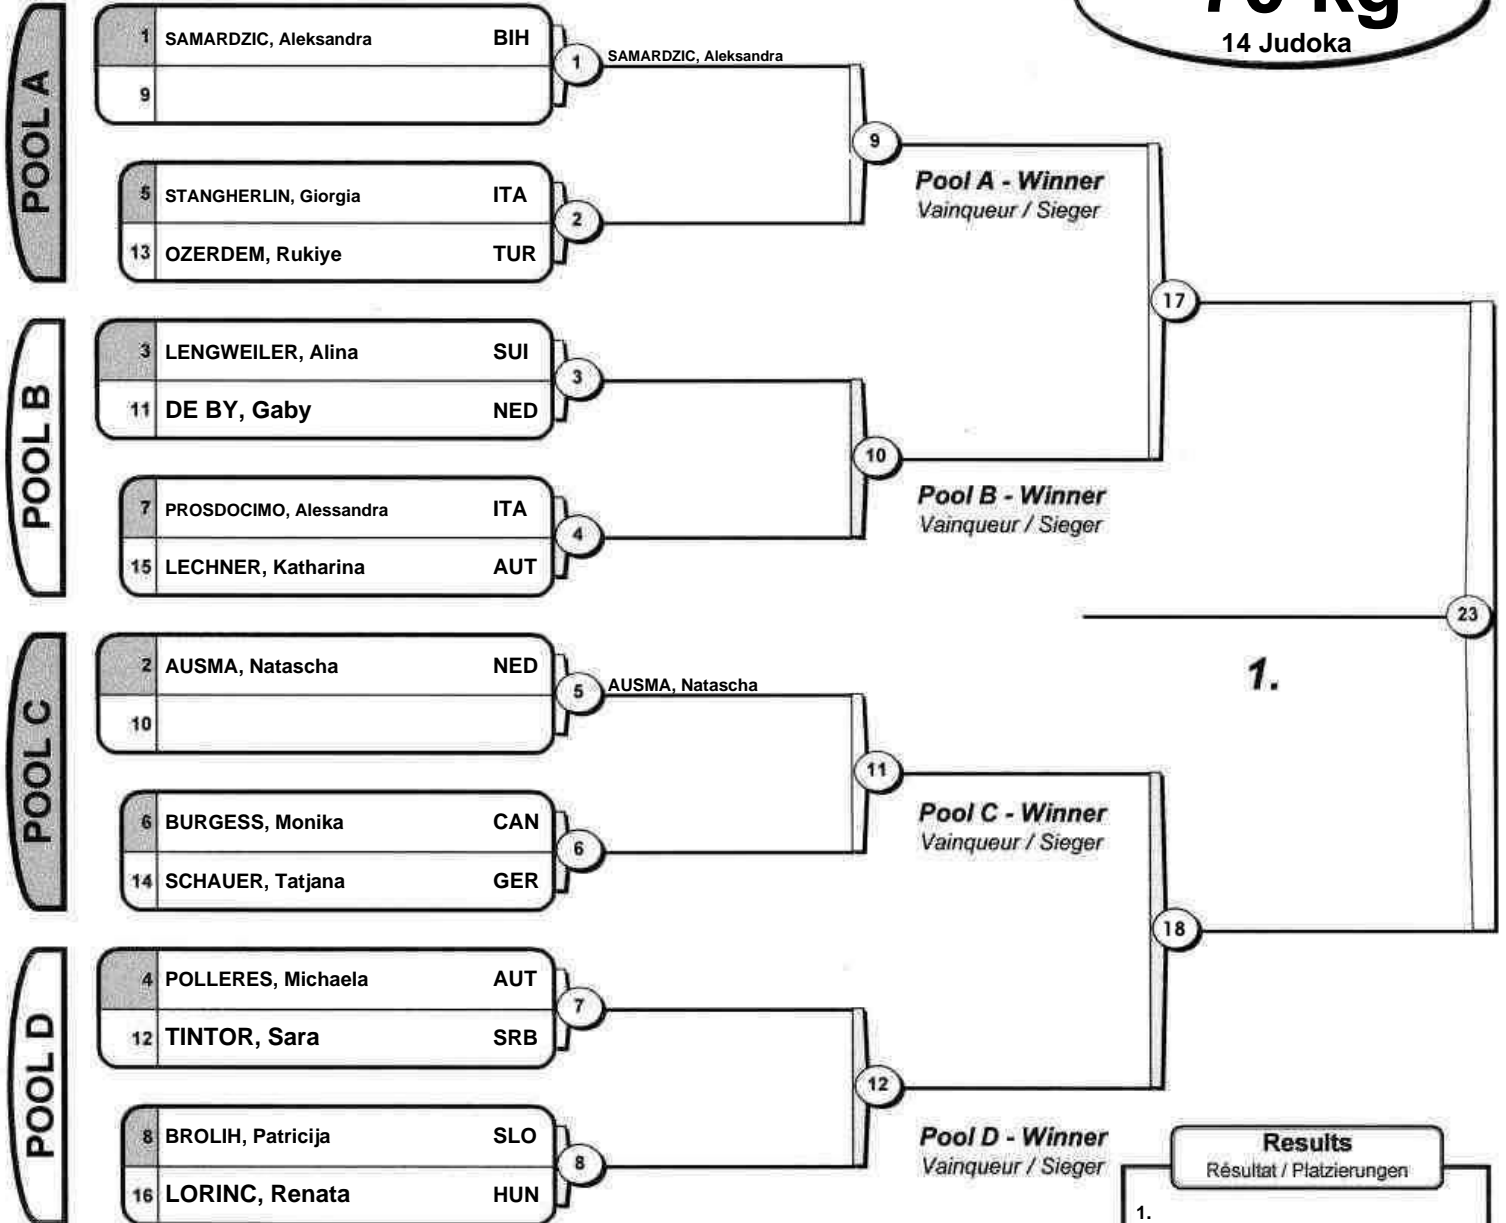 70 kg
14 Judoka
POOL A
1 SAMARDZIC, Aleksandra BIH
9
1 SAMARDZIC, Aleksandra
5 STANGHERLIN, Giorgia ITA
13 OZERDEM, Rukiye TUR
2
9
Pool A - Winner
Vainqueur / Sieger
17
POOL B
3 LENGWEILER, Alina SUI
11 DE BY, Gaby NED
3
7 PROSDOCIMO, Alessandra ITA
15 LECHNER, Katharina AUT
4
10
Pool B - Winner
Vainqueur / Sieger
23
1.
POOL C
2 AUSMA, Natascha NED
10
5 AUSMA, Natascha
6 BURGESS, Monika CAN
14 SCHAUER, Tatjana GER
6
11
Pool C - Winner
Vainqueur / Sieger
18
POOL D
4 POLLERES, Michaela AUT
12 TINTOR, Sara SRB
7
8 BROLIH, Patricija SLO
16 LORINC, Renata HUN
8
12
Pool D - Winner
Vainqueur / Sieger
Results
Résultat / Platzierungen
1.